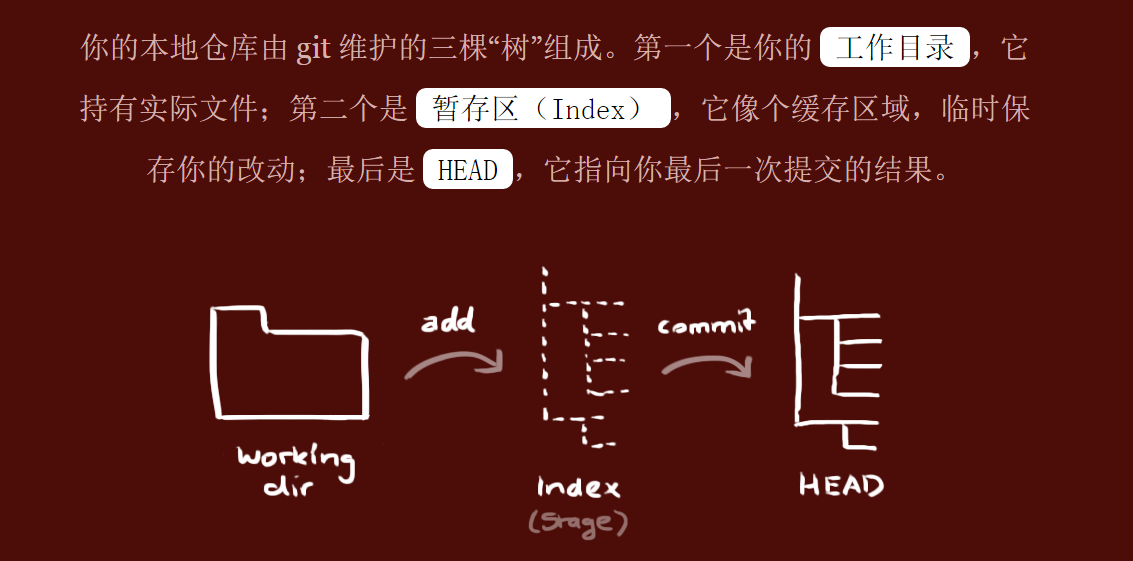 你的本地仓库由 git 维护的三棵“树”组成。第一个是你的 工作目录，它
持有实际文件；第二个是 暂存区（Index），它像个缓存区域，临时保
存你的改动；最后是 HEAD，它指向你最后一次提交的结果。
add
commit
working
dir
Index
(Stage)
HEAD